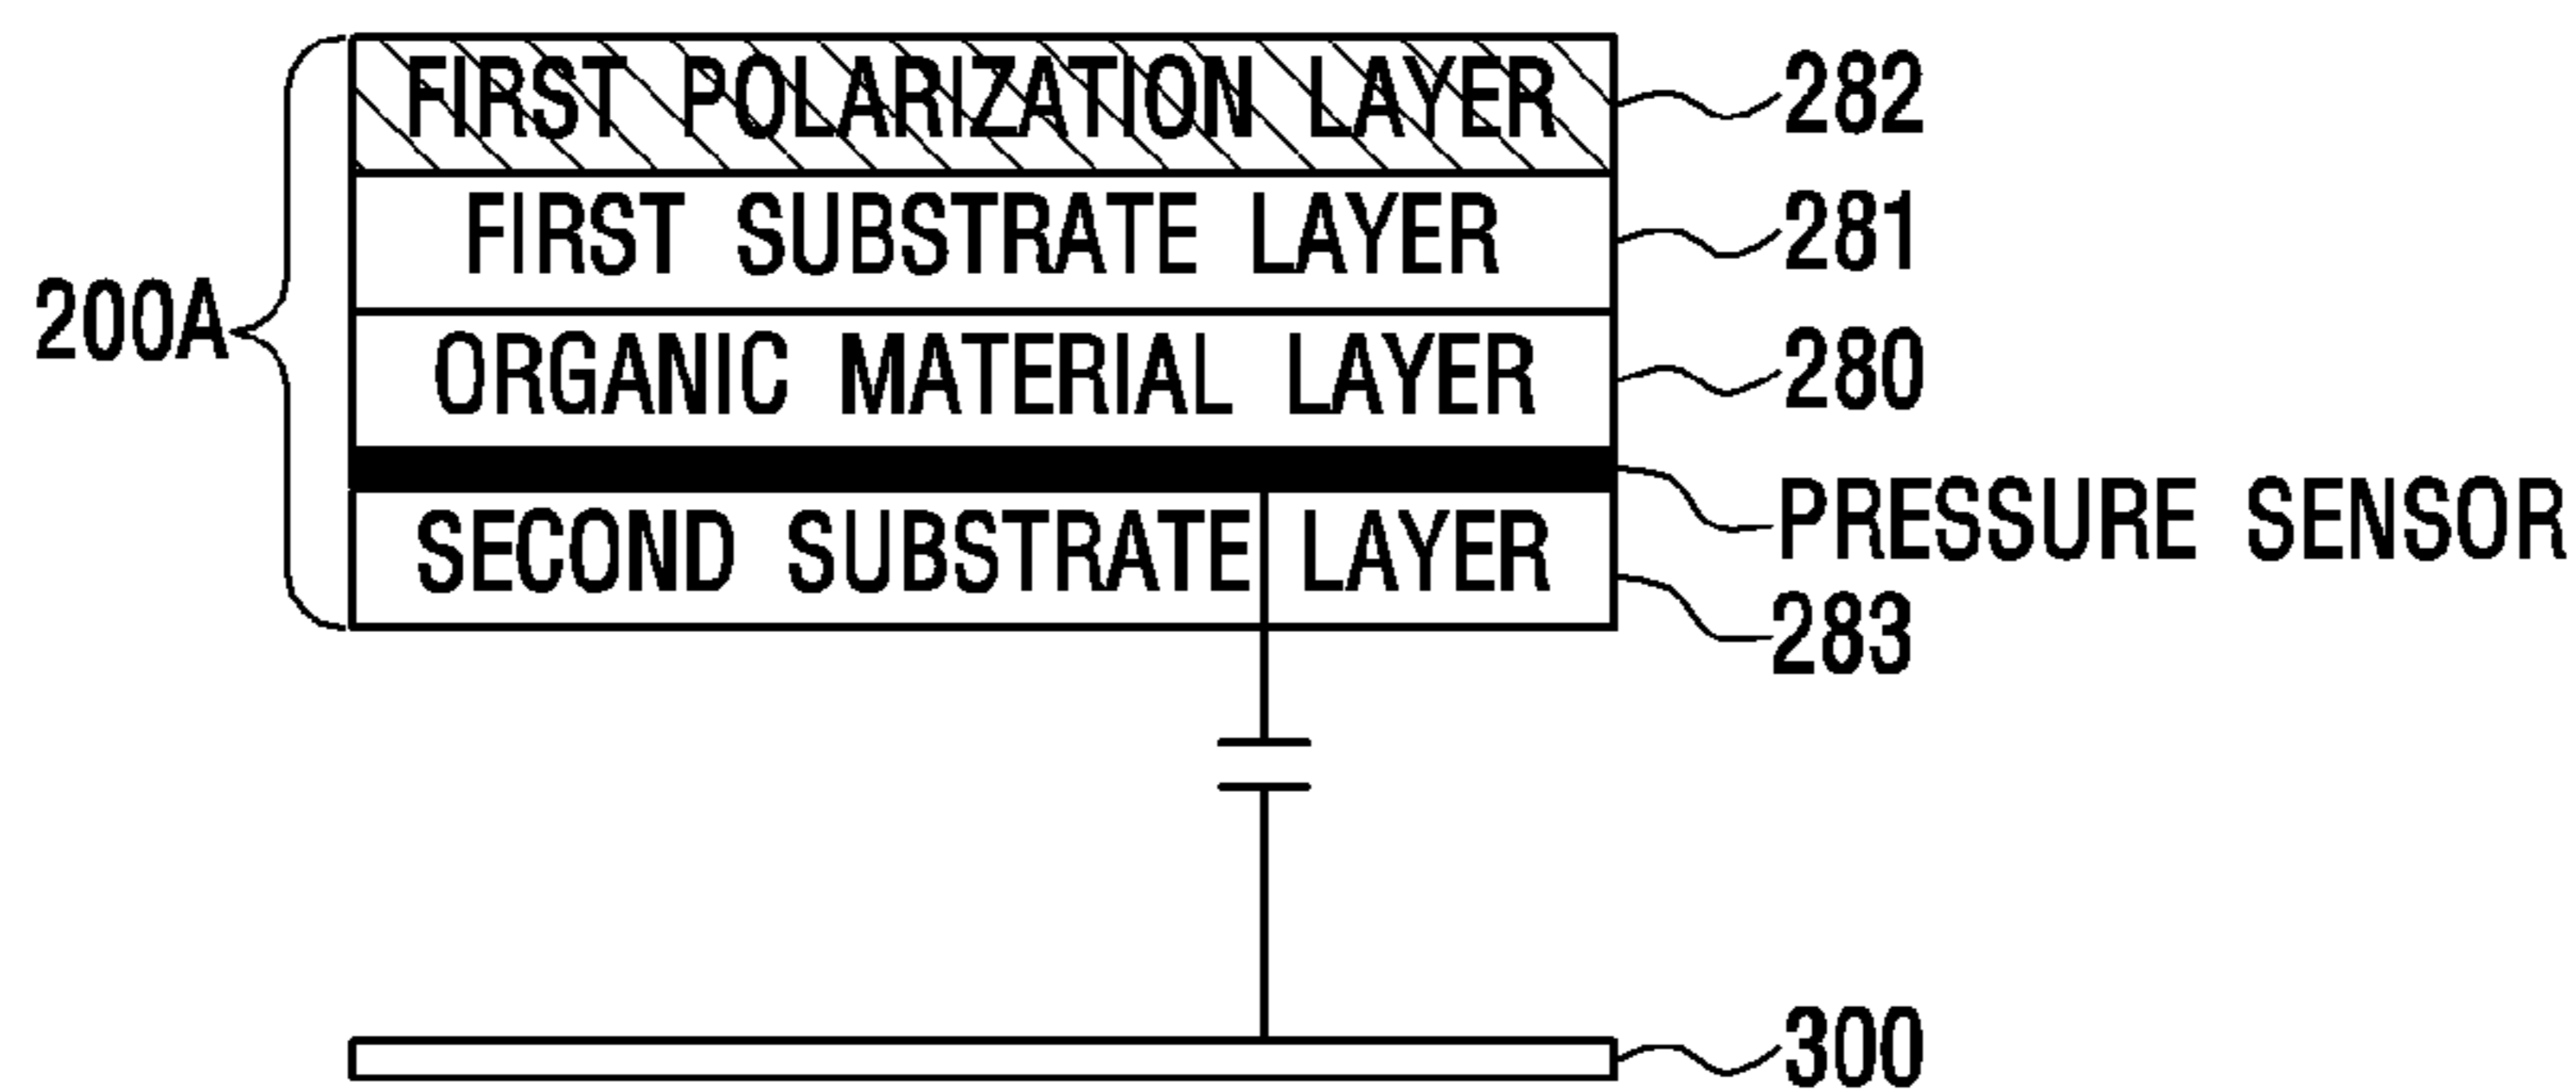 FIRST POLARIZATION LAYER
282
FIRST SUBSTRATE LAYER
281
200A
ORGANIC MATERIAL LAYER
280
PRESSURE SENSOR
SECOND SUBSTRATE LAYER
283
300